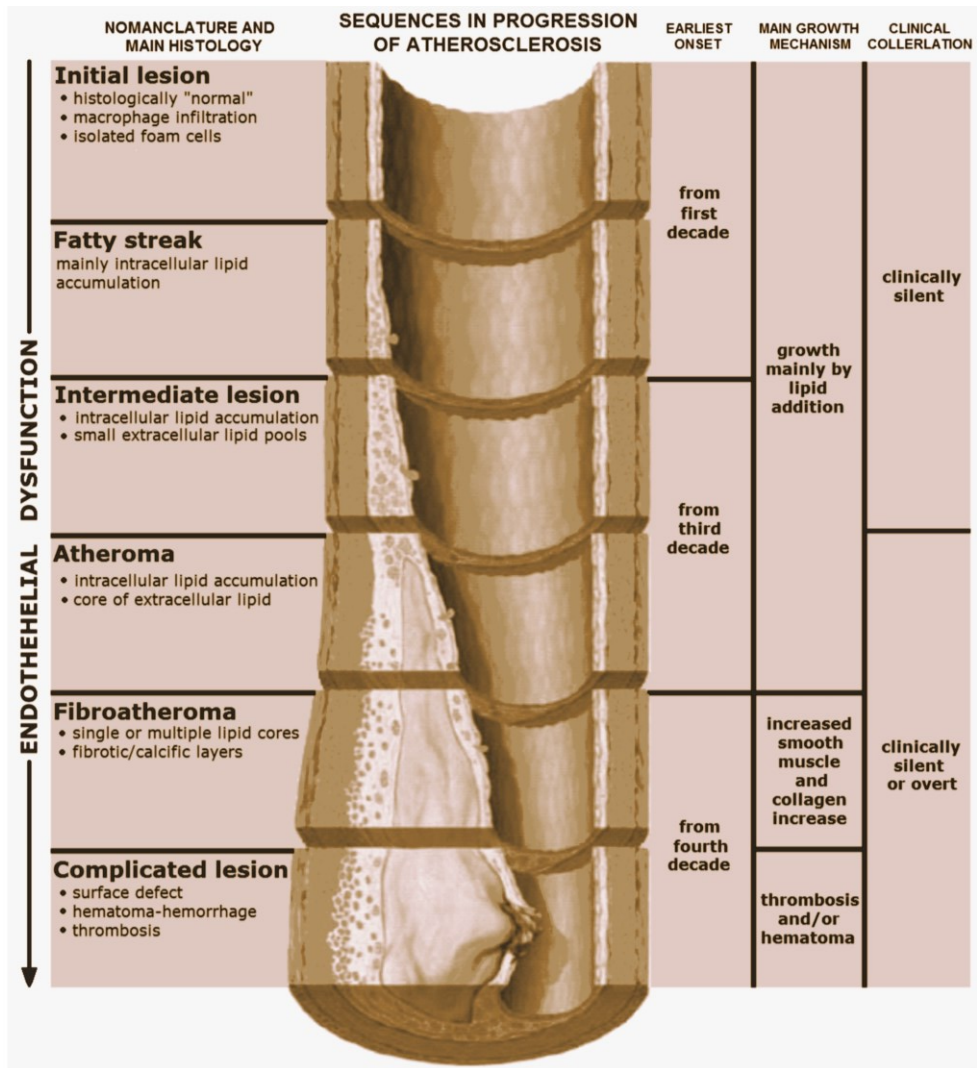 NOMANCLATURE AND
MAIN HISTOLOGY
SEQUENCES IN PROGRESSION
OF ATHEROSCLEROSIS
EARLIEST
ONSET
MAIN GROWTH
MECHANISM
CLINICAL
COLLERLATION
ENDOTHEHELIAL DYSFUNCTION
Initial lesion
• histologically "normal"
• macrophage infiltration
• isolated foam cells
Fatty streak
mainly intracellular lipid
accumulation
Intermediate lesion
• intracellular lipid accumulation
• small extracellular lipid pools
Atheroma
• intracellular lipid accumulation
• core of extracellular lipid
Fibroatheroma
• single or multiple lipid cores
• fibrotic/calcific layers
Complicated lesion
• surface defect
• hematoma-hemorrhage
• thrombosis
from
first
decade
from
third
decade
from
fourth
decade
growth
mainly by
lipid
addition
increased
smooth
muscle
and
collagen
increase
thrombosis
and/or
hematoma
clinically
silent
clinically
silent
or overt